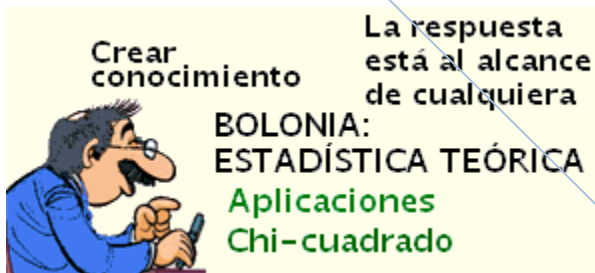 Crear
conocimiento
La respuesta
está al alcance
de cualquiera
BOLONIA:
ESTADÍSTICA TEÓRICA
Aplicaciones
Chi-cuadrado